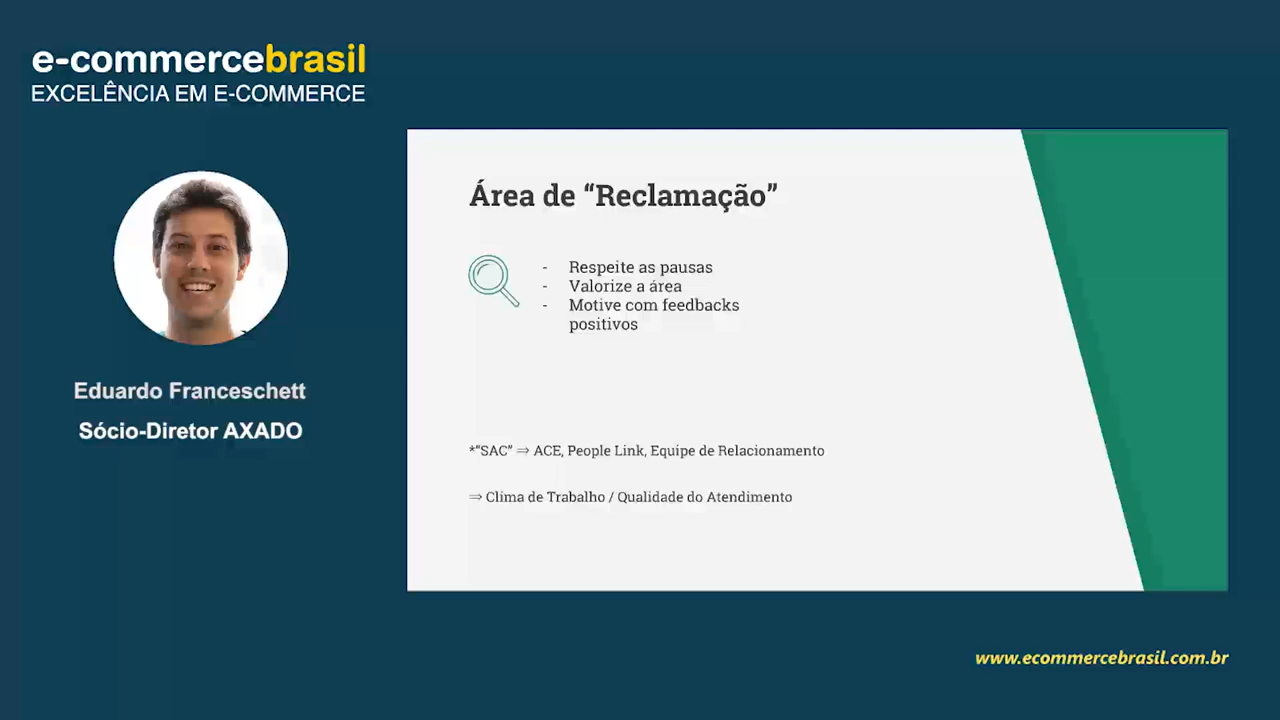 e-commercebrasil
EXCELÊNCIA EM E-COMMERCE
Eduardo Franceschett
Sócio-Diretor AXADO
Área de “Reclamação”
- Respeite as pausas
- Valorize a área
- Motive com feedbacks
positivos
*“SAC” ⇒ ACE, People Link, Equipe de Relacionamento
⇒ Clima de Trabalho / Qualidade do Atendimento
www.ecommercebrasil.com.br